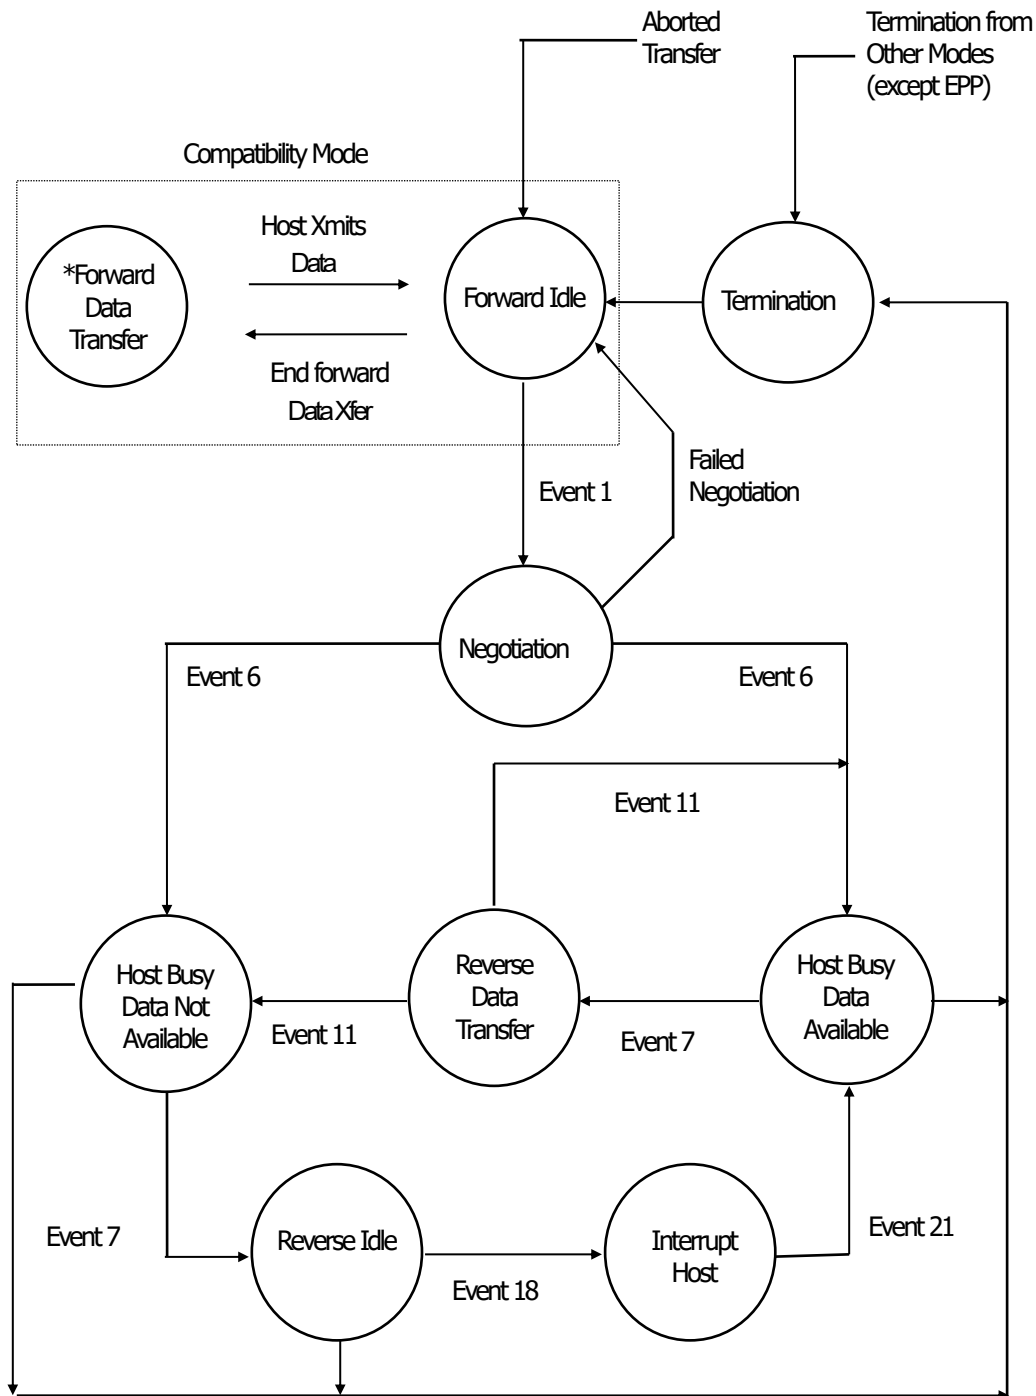 Aborted
Transfer
Termination from
Other Modes
(except EPP)
Compatibility Mode
Host Xmits
Data
*Forward
Data
Transfer
Forward Idle
Termination
End forward
Data Xfer
Failed
Negotiation
Event 1
Negotiation
Event 6
Event 6
Event 11
Host Busy
Data Not
Available
Reverse
Data
Transfer
Host Busy
Data
Available
Event 11
Event 7
Event 7
Reverse Idle
Interrupt
Host
Event 21
Event 18